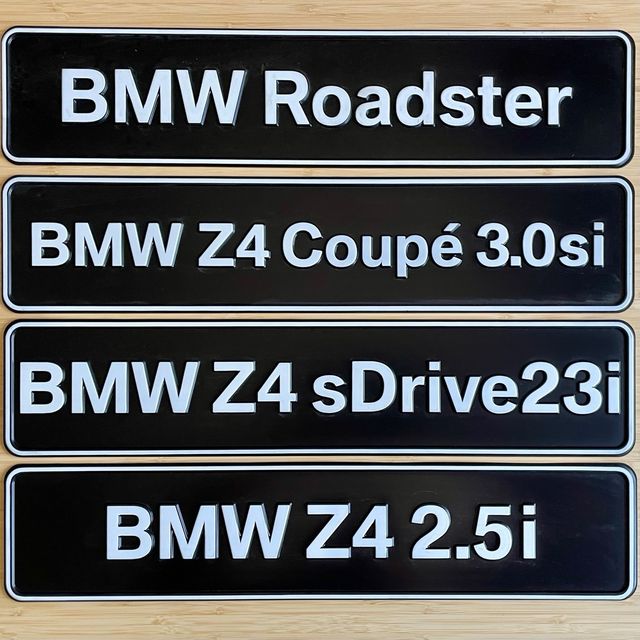 BMW Roadster
BMW Z4 Coupé 3.0si
BMW Z4 sDrive23i
BMW Z4 2.5i